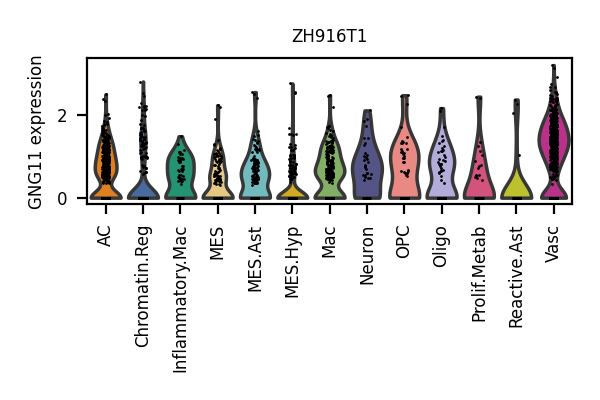 ZH916T1
GNG11 expression
2
0
AC
Chromatin.Reg
Inflammatory.Mac
MES
MES.Ast
MES.Hyp
Mac
Neuron
OPC
Oligo
Prolif.Metab
Reactive.Ast
Vasc